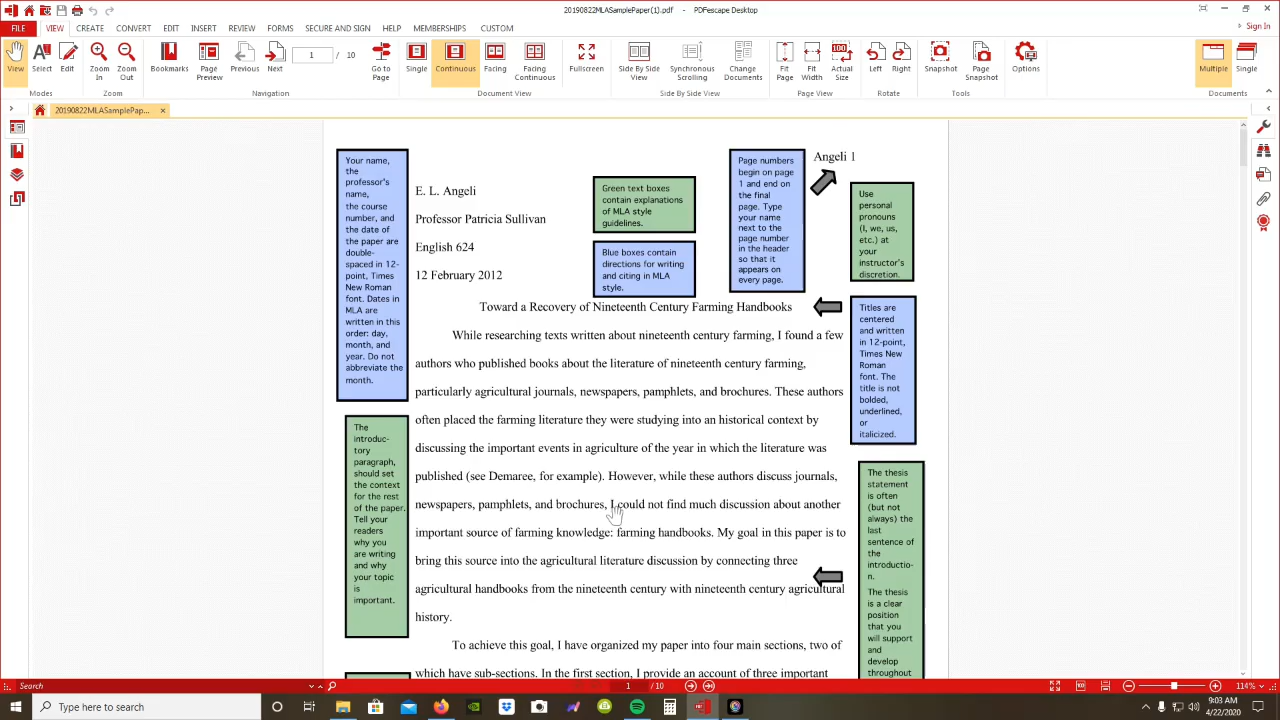 20190822MLASamplePaper(1).pdf - PDFescape Desktop
Sign In
FILE VIEW CREATE CONVERT EDIT INSERT REVIEW FORMS SECURE AND SIGN HELP MEMBERSHIPS CUSTOM
View Select Edit Zoom In Zoom Out Bookmarks Page Preview Previous Next 1 / 10 Go to Page Single Continuous Facing Facing Continuous Fullscreen Side By Side View Synchronous Scrolling Change Documents Fit Page Fit Width Actual Size Left Right Snapshot Page Snapshot Options Multiple Single
Modes Zoom Navigation Document View Side By Side View Page View Rotate Tools Documents
20190822MLASamplePap...
Your name,
the
professor's
name,
the course
number, and
the date of
the paper are
double-
spaced in 12-
point, Times
New Roman
font. Dates in
MLA are
written in this
order: day,
month, and
year. Do not
abbreviate the
month.
E. L. Angeli
Professor Patricia Sullivan
English 624
12 February 2012
Green text boxes
contain explanations
of MLA style
guidelines.
Blue boxes contain
directions for writing
and citing in MLA
style.
Page numbers
begin on page
1 and end on
the final
page. Type
your name
next to the
page number
in the header
so that it
appears on
every page.
Angeli 1
Use
personal
pronouns
(I, we, us,
etc.) at
your
instructor's
discretion.
Toward a Recovery of Nineteenth Century Farming Handbooks
Titles are
centered
and written
in 12-point,
Times New
Roman
font. The
title is not
bolded,
underlined,
or
italicized.
While researching texts written about nineteenth century farming, I found a few
authors who published books about the literature of nineteenth century farming,
particularly agricultural journals, newspapers, pamphlets, and brochures. These authors
often placed the farming literature they were studying into an historical context by
discussing the important events in agriculture of the year in which the literature was
published (see Demaree, for example). However, while these authors discuss journals,
newspapers, pamphlets, and brochures, I could not find much discussion about another
important source of farming knowledge: farming handbooks. My goal in this paper is to
bring this source into the agricultural literature discussion by connecting three
agricultural handbooks from the nineteenth century with nineteenth century agricultural
history.
The
introduc-
tory
paragraph,
should set
the context
for the rest
of the paper.
Tell your
readers
why you
are writing
and why
your topic
is
important.
The thesis
statement
is often
(but not
always) the
last
sentence of
the
introductio-
n.
The thesis
is a clear
position
that you
will support
and
develop
throughout
To achieve this goal, I have organized my paper into four main sections, two of
which have sub-sections. In the first section, I provide an account of three important
Search
1 / 10
114%
Type here to search
100
9:03 AM
4/22/2020